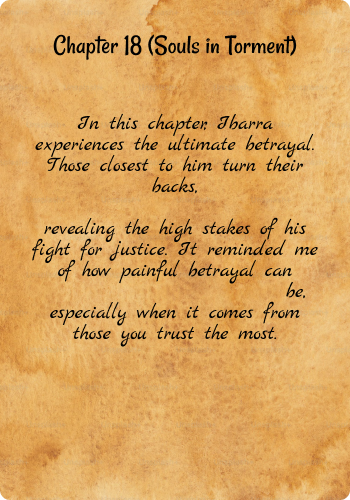 Chapter 18 (Souls in Torment)
In this chapter, Ibarra
experiences the ultimate betrayal.
Those closest to him turn their
backs,
revealing the high stakes of his
fight for justice. It reminded me
of how painful betrayal can
be,
especially when it comes from
those you trust the most.